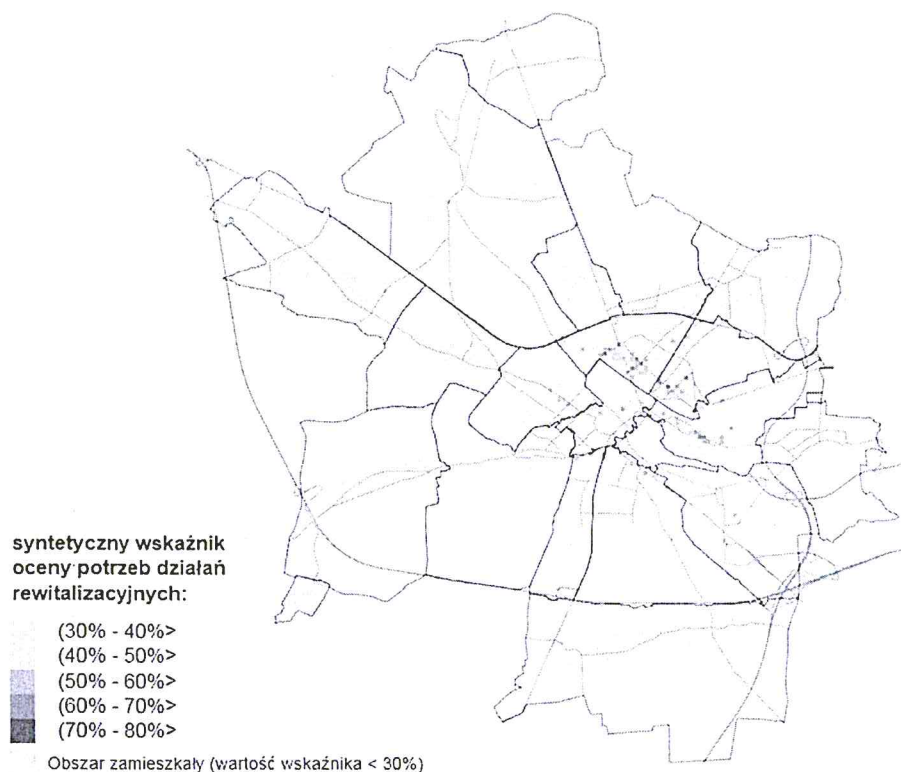 syntetyczny wskaźnik
oceny potrzeb działań
rewitalizacyjnych:
(30% - 40%>
(40% - 50%>
(50% - 60%>
(60% - 70%>
(70% - 80%>
Obszar zamieszkały (wartość wskaźnika < 30%)